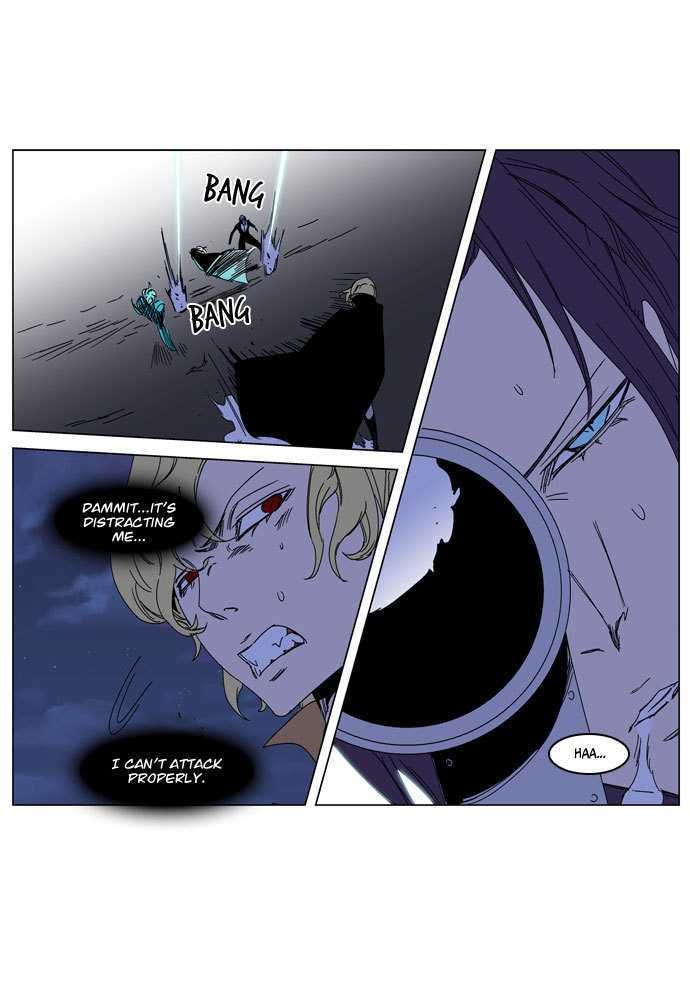 BANG
BANG
DAMMIT...IT'S
DISTRACTING
ME...
I CAN'T ATTACK
PROPERLY.
HAA...